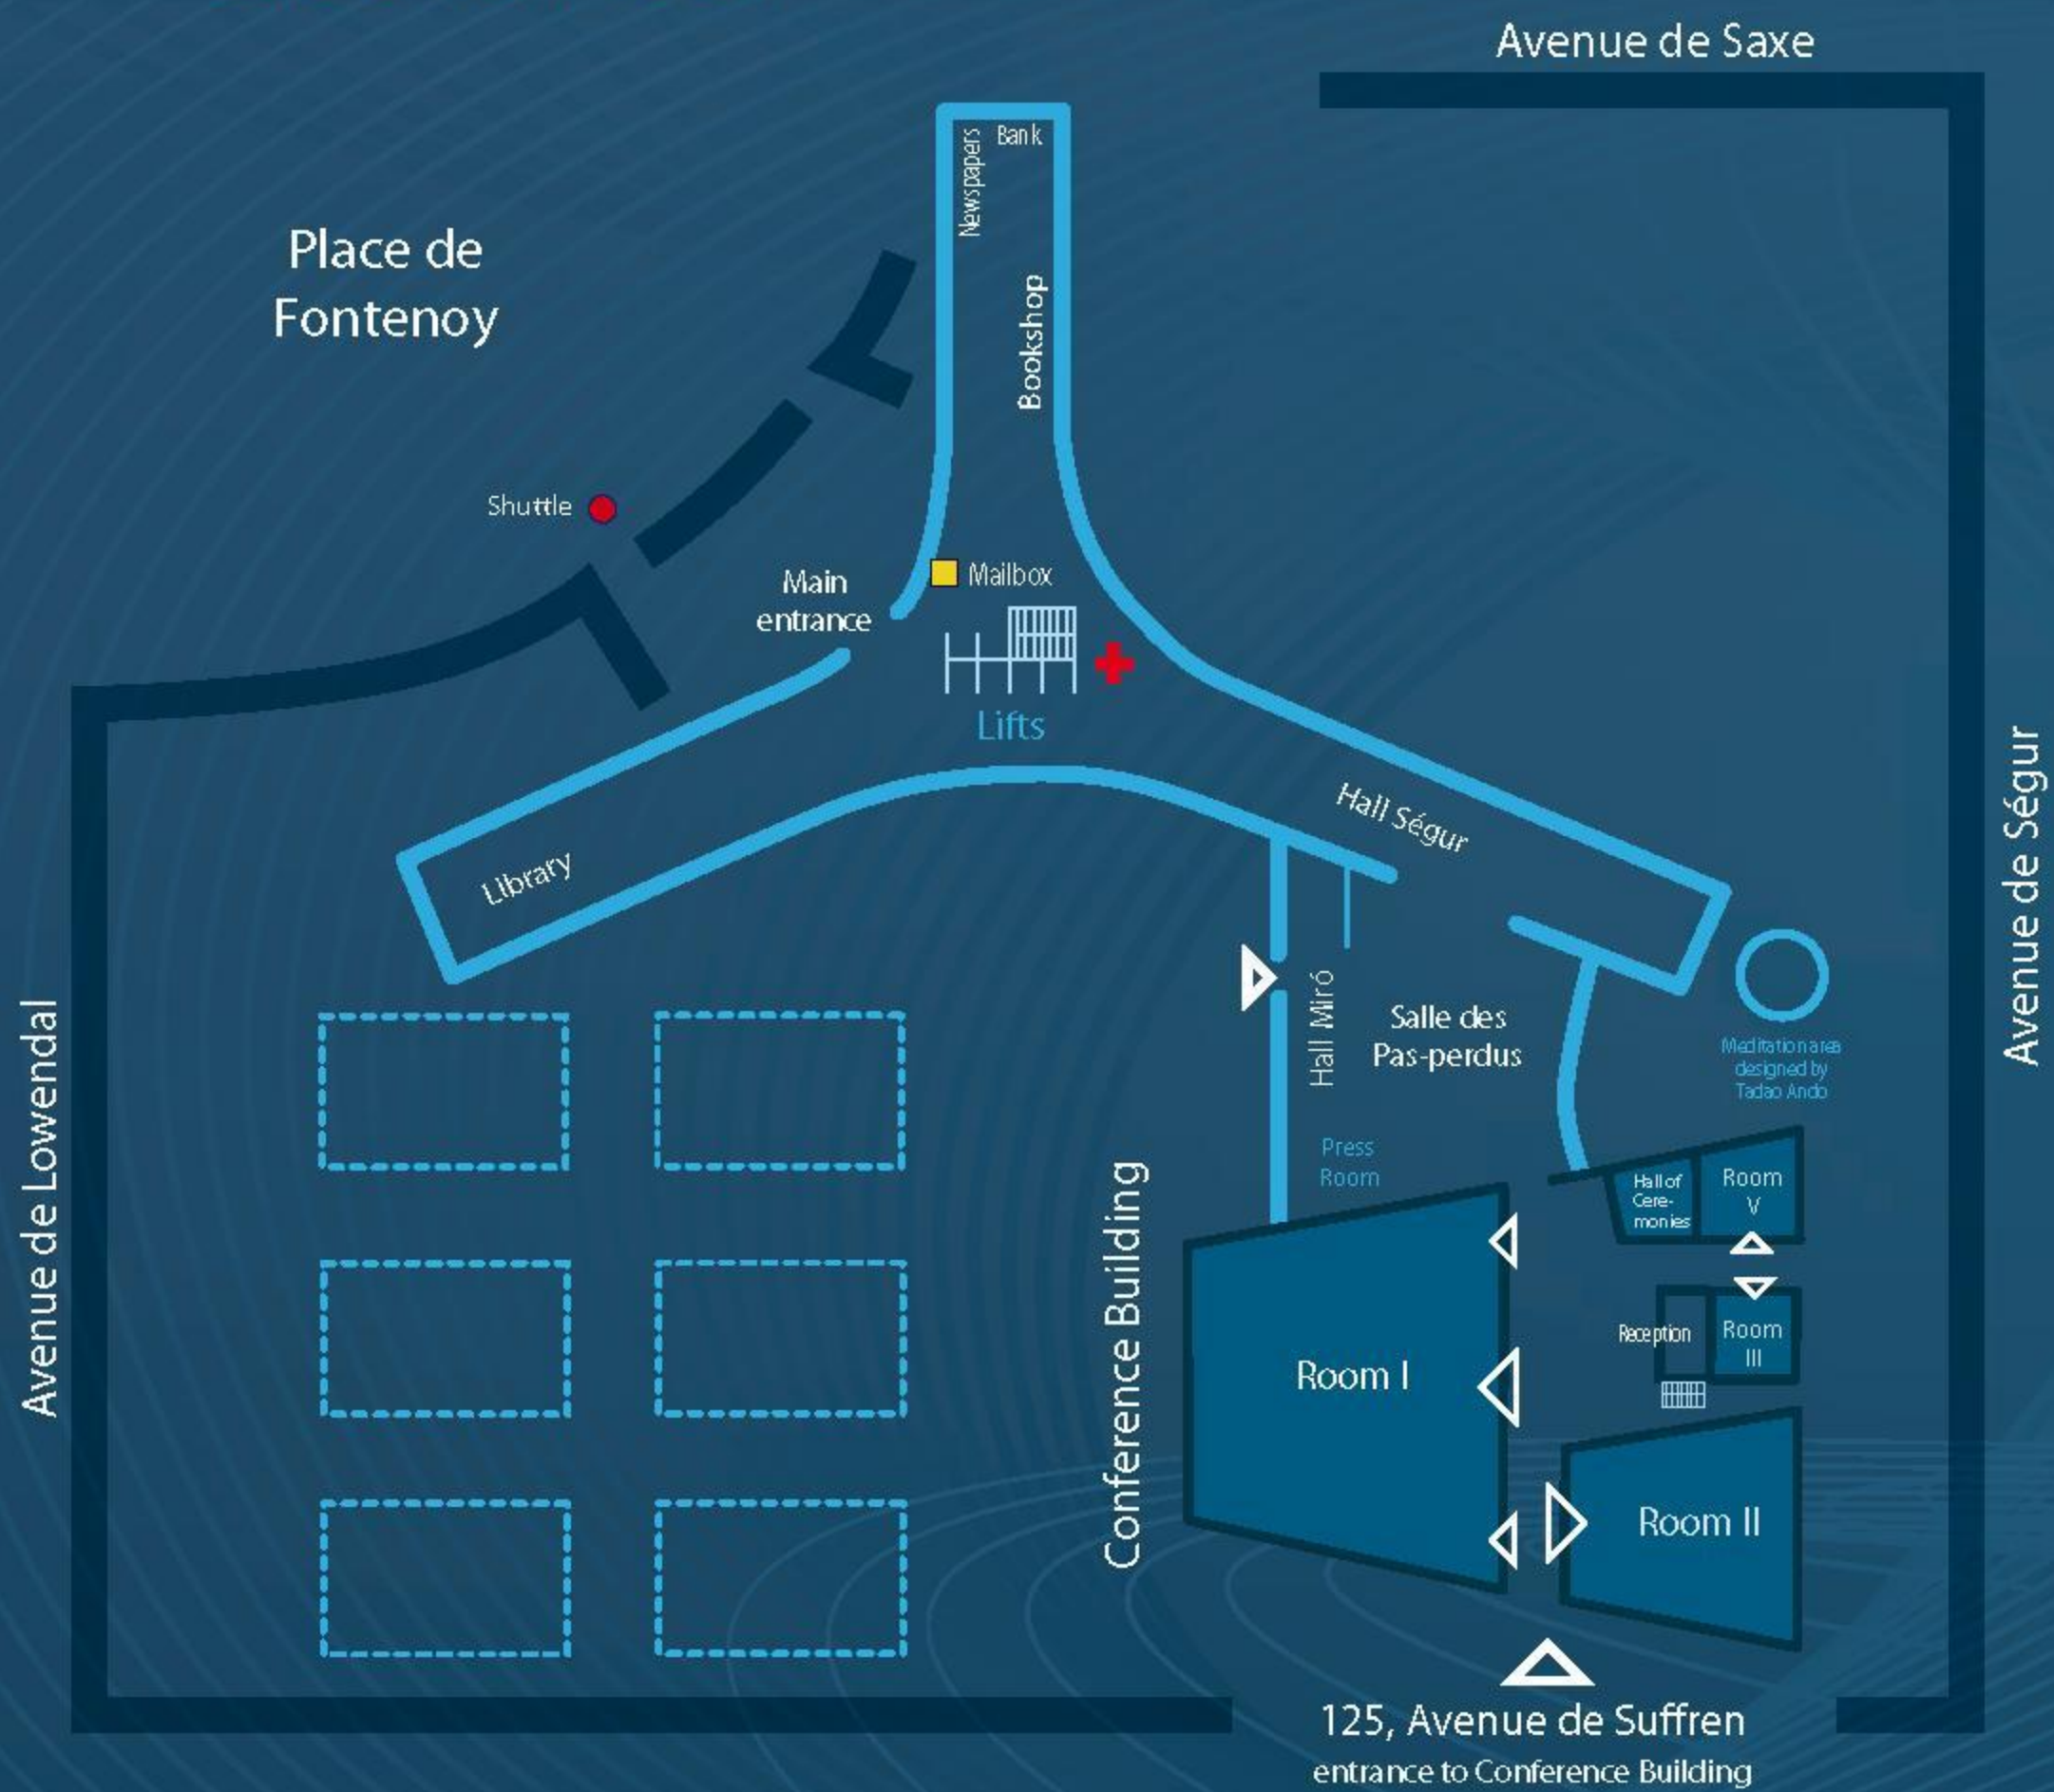 Avenue de Saxe
Bank
Newspapers
Place de
Fontenoy
Bookshop
Shuttle
Main
entrance
Mailbox
Lifts
Hall Ségur
Library
Avenue de Ségur
Avenue de Lowendal
Hall Miró
Salle des
Pas-perdus
Meditation area
designed by
Tadao Ando
Press
Room
Conference Building
Hall of
Cere-
monies
Room
V
Reception
Room
III
Room I
Room II
125, Avenue de Suffren
entrance to Conference Building